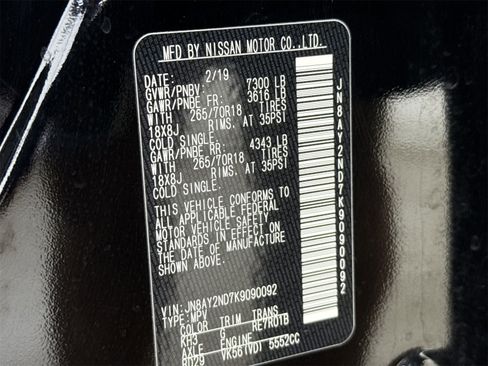 MFD BY NISSAN MOTOR CO.,LTD.
DATE: 2/19
GVWR/PNBV: 7300 LB
GAWR/PNBE FR: 3616 LB
WITH 265/70R18 TIRES
18X8J RIMS, AT 35PSI
COLD SINGLE.
GAWR/PNBE RR: 4343 LB
WITH 265/70R18 TIRES
18X8J RIMS, AT 35PSI
COLD SINGLE.
THIS VEHICLE CONFORMS TO
ALL APPLICABLE FEDERAL
MOTOR VEHICLE SAFETY
STANDARDS IN EFFECT ON
THE DATE OF MANUFACTURE
SHOWN ABOVE.
VIN: JN8AY2ND7K9090092
TYPE: MPV
COLOR TRIM TRANS
KH3 G RE7R01B
AXLE ENGINE
BD29 VK56(VD) 5552CC
JN8AY2ND7K9090092